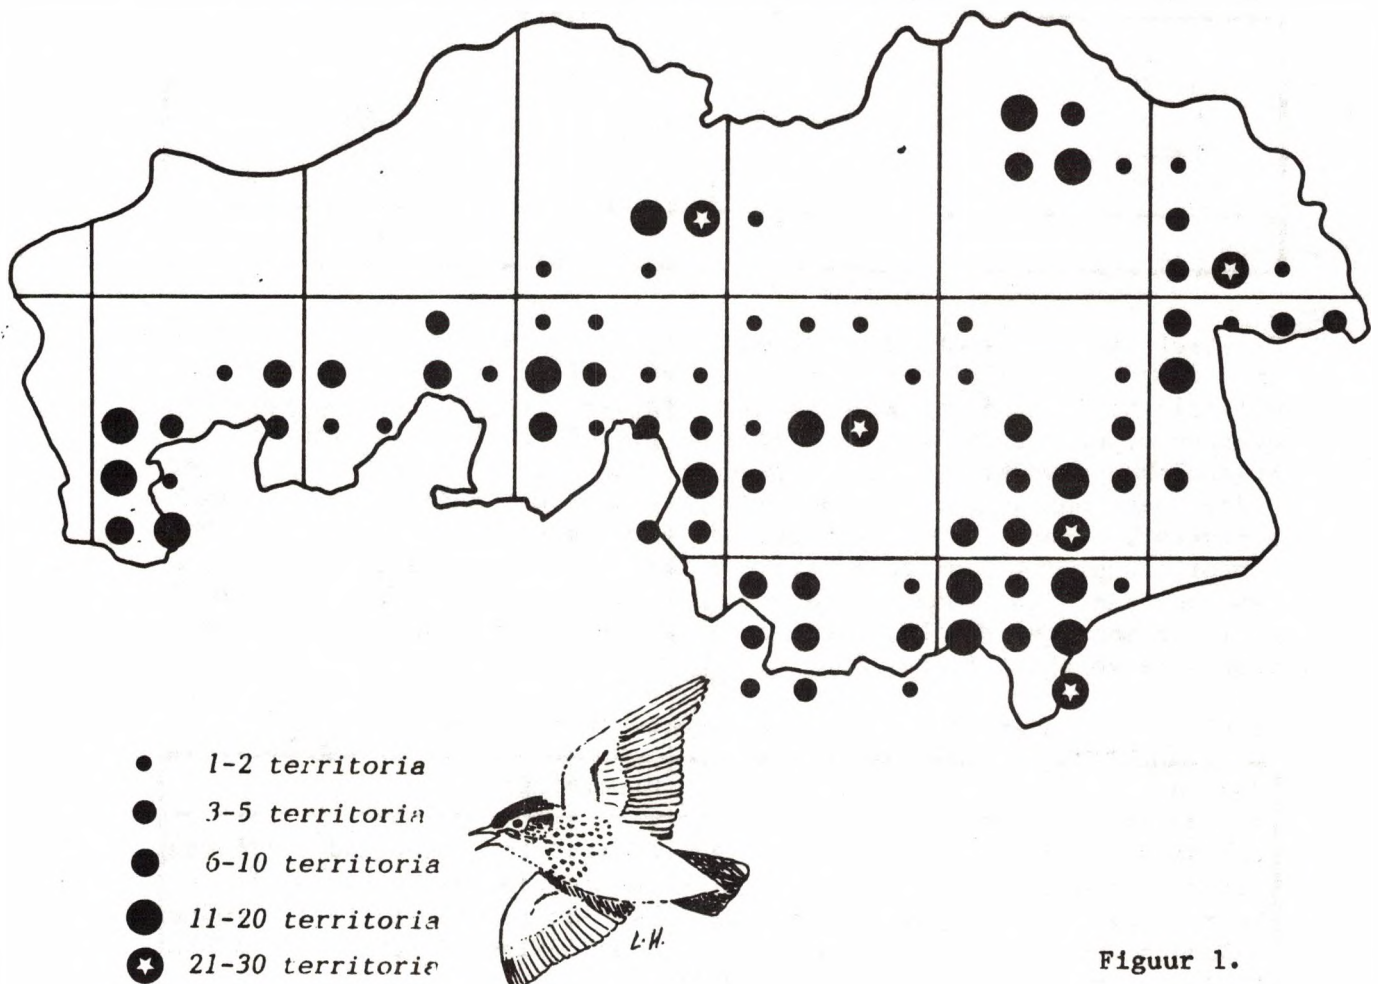 1-2 territoria
3-5 territoria
6-10 territoria
11-20 territoria
21-30 territoria
L.H.
Figuur 1.